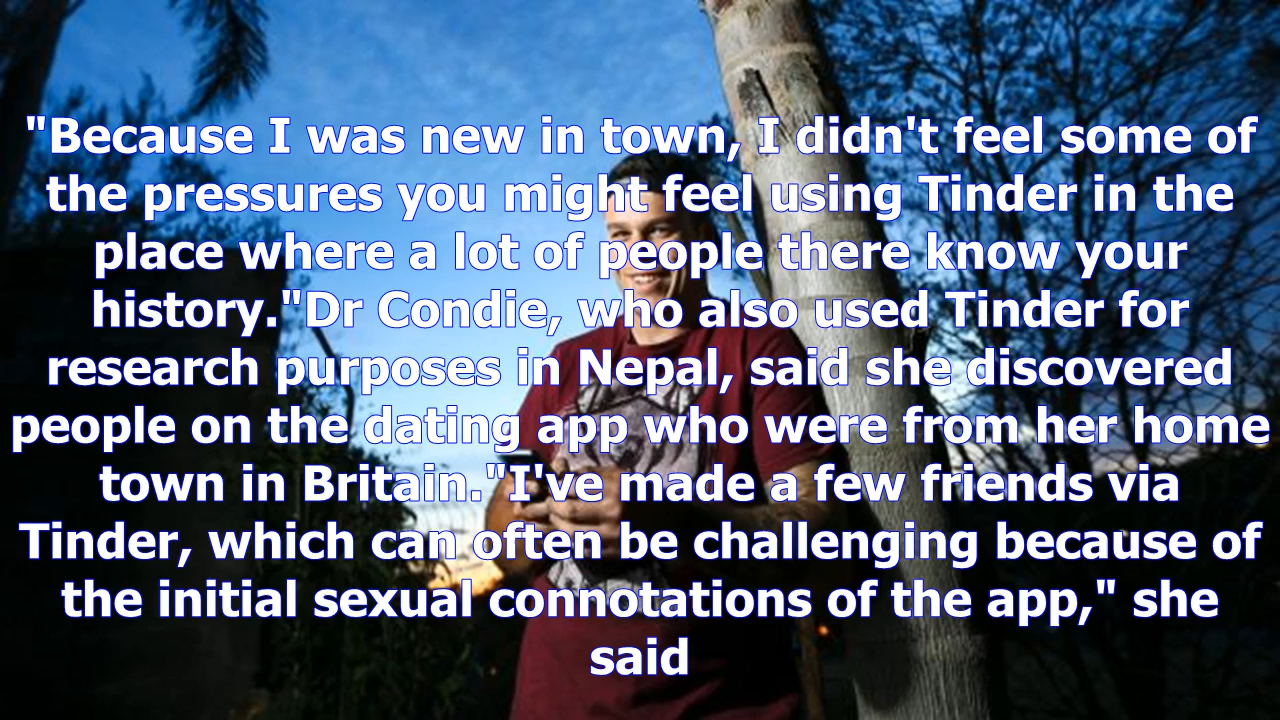 "Because I was new in town, I didn't feel some of
the pressures you might feel using Tinder in the
place where a lot of people there know your
history."Dr Condie, who also used Tinder for
research purposes in Nepal, said she discovered
people on the dating app who were from her home
town in Britain."I've made a few friends via
Tinder, which can often be challenging because of
the initial sexual connotations of the app," she
said